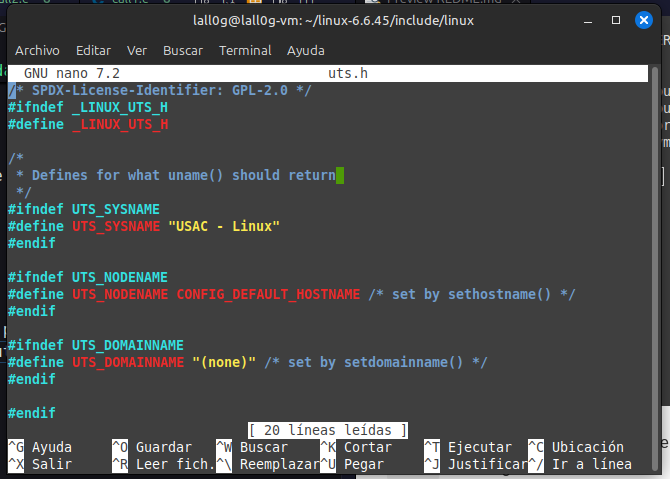 lall0g@lall0g-vm: ~/linux-6.6.45/include/linux
Archivo Editar Ver Buscar Terminal Ayuda
GNU nano 7.2 uts.h
/* SPDX-License-Identifier: GPL-2.0 */
#ifndef _LINUX_UTS_H
#define _LINUX_UTS_H

/*
 * Defines for what uname() should return
 */
#ifndef UTS_SYSNAME
#define UTS_SYSNAME "USAC - Linux"
#endif

#ifndef UTS_NODENAME
#define UTS_NODENAME CONFIG_DEFAULT_HOSTNAME /* set by sethostname() */
#endif

#ifndef UTS_DOMAINNAME
#define UTS_DOMAINNAME "(none)" /* set by setdomainname() */
#endif

#endif
[ 20 líneas leídas ]
^G Ayuda ^O Guardar ^W Buscar ^K Cortar ^T Ejecutar ^C Ubicación
^X Salir ^R Leer fich. ^\ Reemplazar ^U Pegar ^J Justificar ^/ Ir a línea